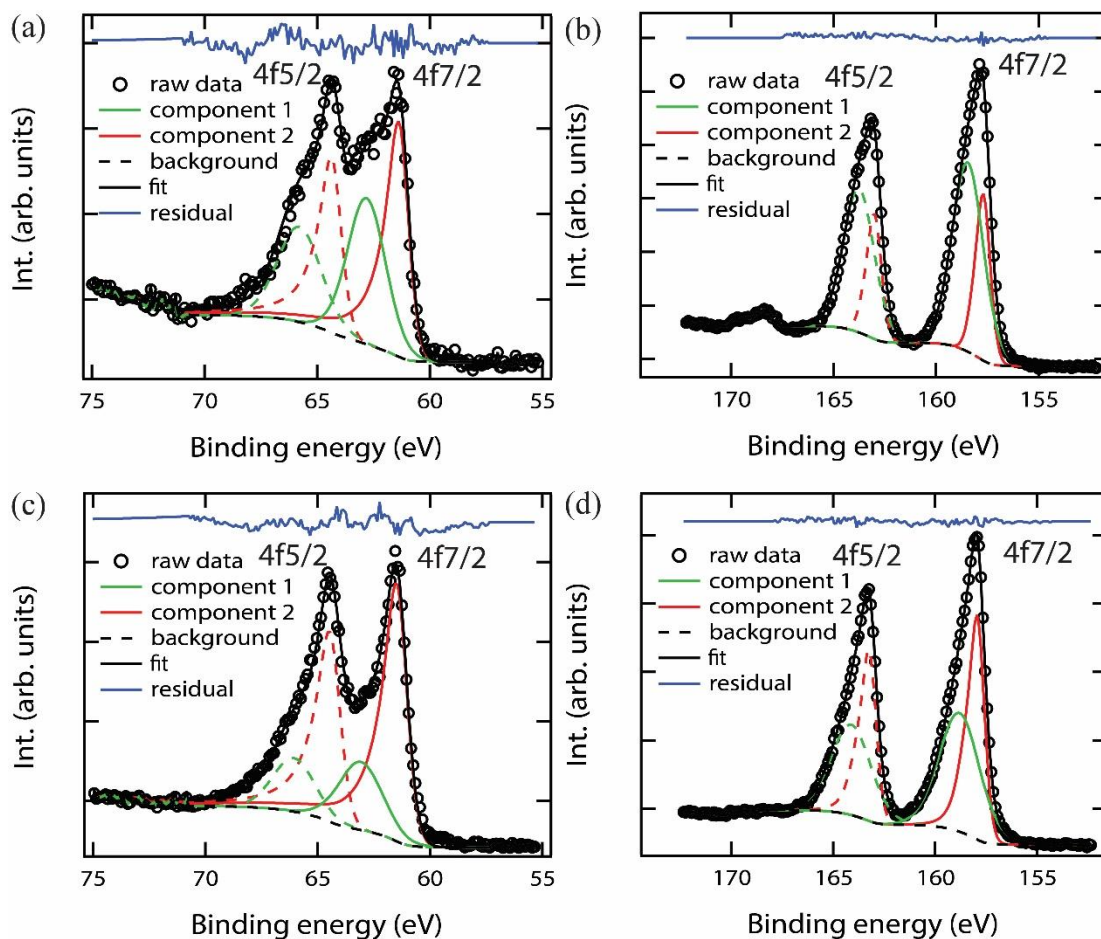 (a)
4f5/2
4f7/2
raw data
component 1
component 2
background
fit
residual
Int. (arb. units)
75 70 65 60 55
Binding energy (eV)
(b)
4f5/2
4f7/2
raw data
component 1
component 2
background
fit
residual
Int. (arb. units)
170 165 160 155
Binding energy (eV)
(c)
4f5/2
4f7/2
raw data
component 1
component 2
background
fit
residual
Int. (arb. units)
75 70 65 60 55
Binding energy (eV)
(d)
4f5/2
4f7/2
raw data
component 1
component 2
background
fit
residual
Int. (arb. units)
170 165 160 155
Binding energy (eV)